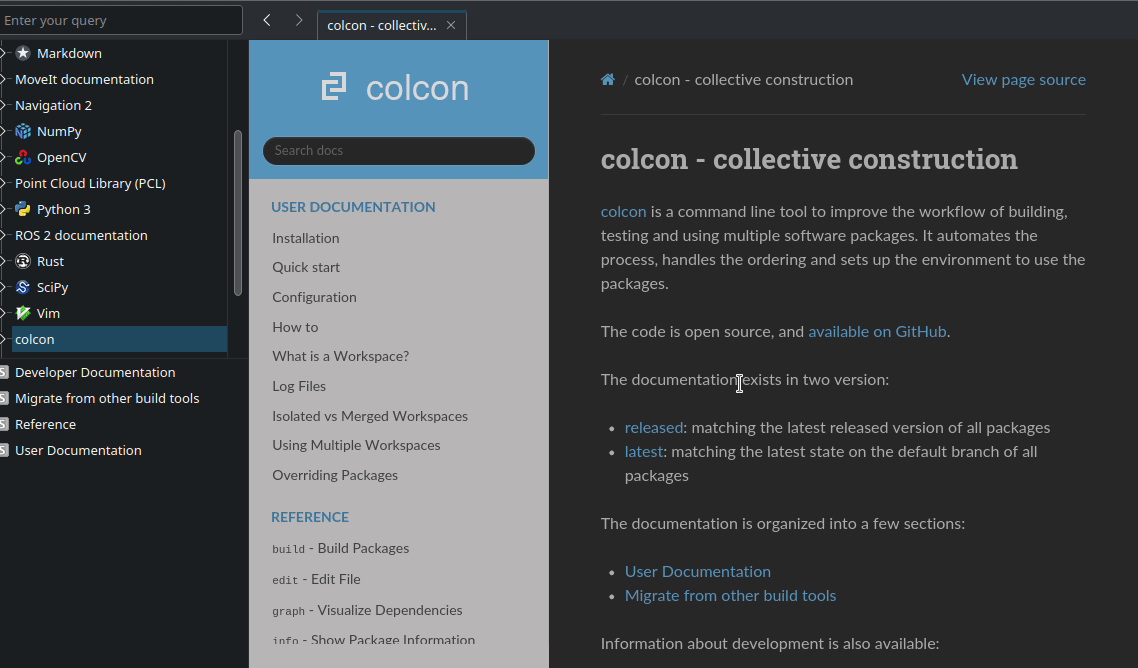 Enter your query
colcon - collectiv...
Markdown
MoveIt documentation
Navigation 2
NumPy
OpenCV
Point Cloud Library (PCL)
Python 3
ROS 2 documentation
Rust
SciPy
Vim
colcon
Developer Documentation
Migrate from other build tools
Reference
User Documentation
colcon
Search docs
USER DOCUMENTATION
Installation
Quick start
Configuration
How to
What is a Workspace?
Log Files
Isolated vs Merged Workspaces
Using Multiple Workspaces
Overriding Packages
REFERENCE
build - Build Packages
edit - Edit File
graph - Visualize Dependencies
info - Show Package Information
/ colcon - collective construction
View page source
colcon - collective construction
colcon is a command line tool to improve the workflow of building,
testing and using multiple software packages. It automates the
process, handles the ordering and sets up the environment to use the
packages.
The code is open source, and available on GitHub.
The documentation exists in two version:
• released: matching the latest released version of all packages
• latest: matching the latest state on the default branch of all
packages
The documentation is organized into a few sections:
• User Documentation
• Migrate from other build tools
Information about development is also available: